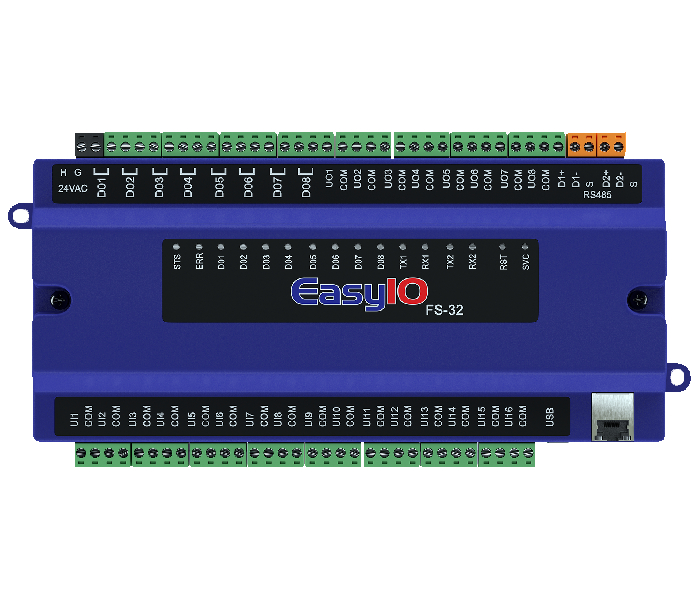 H G DO1 DO2 DO3 DO4 DO5 DO6 DO7 DO8 UO1 COM UO2 COM UO3 COM UO4 COM UO5 COM UO6 COM UO7 COM UO8 COM D1+ D1- S D2+ D2- S
24VAC RS485
STS ERR DO1 DO2 DO3 DO4 DO5 DO6 DO7 DO8 TX1 RX1 TX2 RX2 RST SVC
EasyIO
FS-32
UI1 COM UI2 COM UI3 COM UI4 COM UI5 COM UI6 COM UI7 COM UI8 COM UI9 COM UI10 COM UI11 COM UI12 COM UI13 COM UI14 COM UI15 COM UI16 COM USB